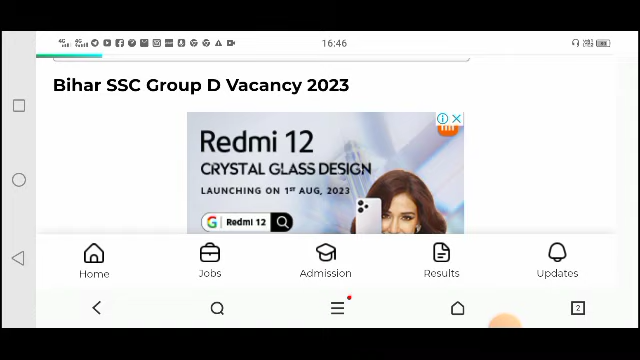 16:46
Bihar SSC Group D Vacancy 2023
Redmi 12
CRYSTAL GLASS DESIGN
LAUNCHING ON 1ST AUG, 2023
G Redmi 12
Home
Jobs
Admission
Results
Updates
2